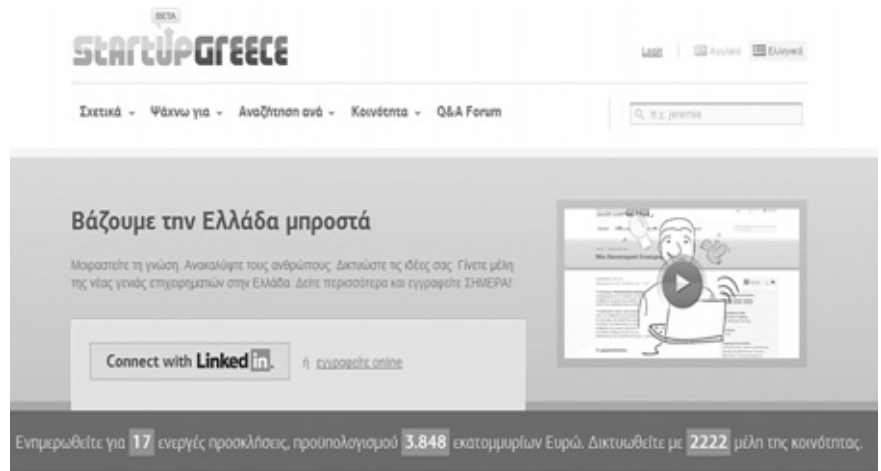 BETA
StartUpGreece
Login Αγγλικά Ελληνικά
Σχετικά Ψάχνω για Αναζήτηση ανά Κοινότητα Q&A Forum
π.χ. jeremie
Βάζουμε την Ελλάδα μπροστά
Μοιραστείτε τη γνώση. Ανακαλύψτε τους ανθρώπους. Δικτυώστε τις ιδέες σας. Γίνετε μέλη
της νέας γενιάς επιχειρηματιών στην Ελλάδα. Δείτε περισσότερα και εγγραφείτε ΣΗΜΕΡΑ!
Connect with Linked in. ή εγγραφείτε online
Ενημερωθείτε για 17 ενεργές προσκλήσεις, προϋπολογισμού 3.848 εκατομμυρίων Ευρώ. Δικτυωθείτε με 2222 μέλη της κοινότητας.